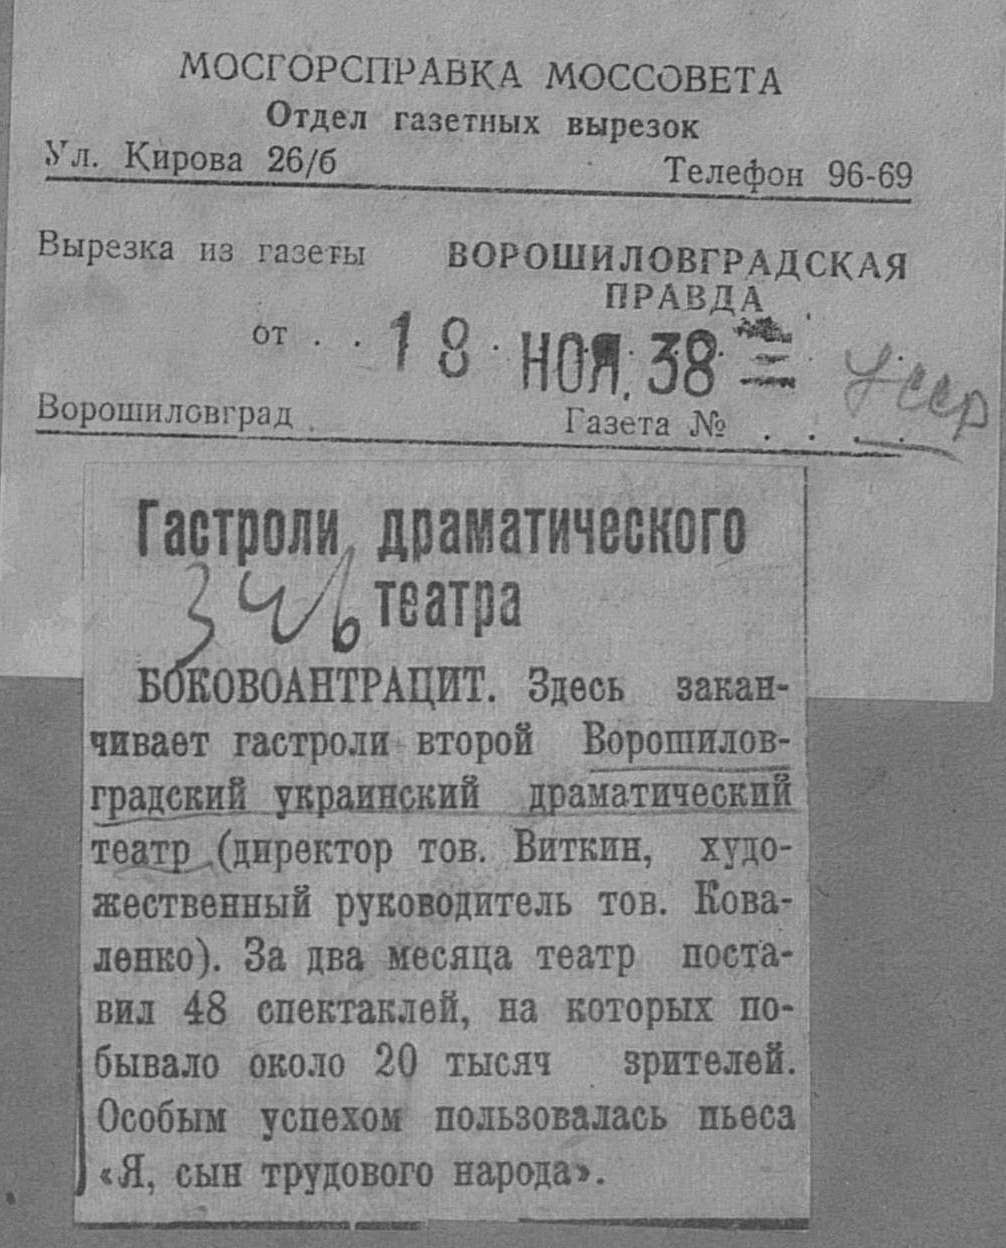 МОСГОРСПРАВКА МОССОВЕТА
Отдел газетных вырезок
Ул. Кирова 26/б Телефон 96-69
Вырезка из газеты ВОРОШИЛОВГРАДСКАЯ
ПРАВДА
от . . 18 НОЯ. 38
УССР
Ворошиловград . Газета № . . .
Гастроли драматического
театра
БОКОВОАНТРАЦИТ. Здесь закан-
чивает гастроли второй Ворошилов-
градский украинский драматический
театр (директор тов. Виткин, худо-
жественный руководитель тов. Кова-
ленко). За два месяца театр поста-
вил 48 спектаклей, на которых по-
бывало около 20 тысяч зрителей.
Особым успехом пользовалась пьеса
«Я, сын трудового народа».